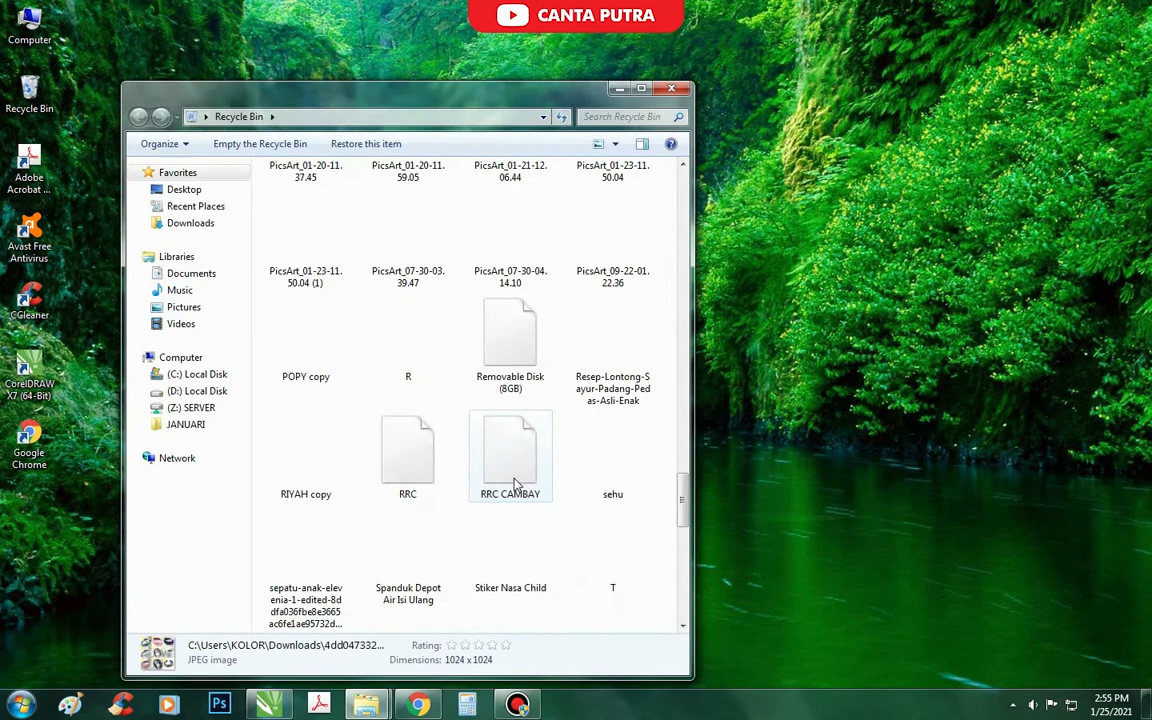 CANTA PUTRA
Computer
Recycle Bin
Adobe
Acrobat ...
Avast Free
Antivirus
CGleaner
CorelDRAW
X7 (64-Bit)
Google
Chrome
Recycle Bin
Search Recycle Bin
Organize
Empty the Recycle Bin
Restore this item
Favorites
Desktop
Recent Places
Downloads
Libraries
Documents
Music
Pictures
Videos
Computer
(C:) Local Disk
(D:) Local Disk
(Z:) SERVER
JANUARI
Network
PicsArt_01-20-11.
37.45
PicsArt_01-20-11.
59.05
PicsArt_01-21-12.
06.44
PicsArt_01-23-11.
50.04
PicsArt_01-23-11.
50.04 (1)
PicsArt_07-30-03.
39.47
PicsArt_07-30-04.
14.10
PicsArt_09-22-01.
22.36
POPY copy
R
Removable Disk
(8GB)
Resep-Lontong-S
ayur-Padang-Ped
as-Asli-Enak
RIYAH copy
RRC
RRC CAMBAY
sehu
sepatu-anak-elev
enia-1-edited-8d
dfa036fbe8e3665
ac6fe1ae95732d...
Spanduk Depot
Air Isi Ulang
Stiker Nasa Child
T
C:\Users\KOLOR\Downloads\4dd047332...
JPEG image
Rating:
Dimensions: 1024 x 1024
Ps
2:55 PM
1/25/2021